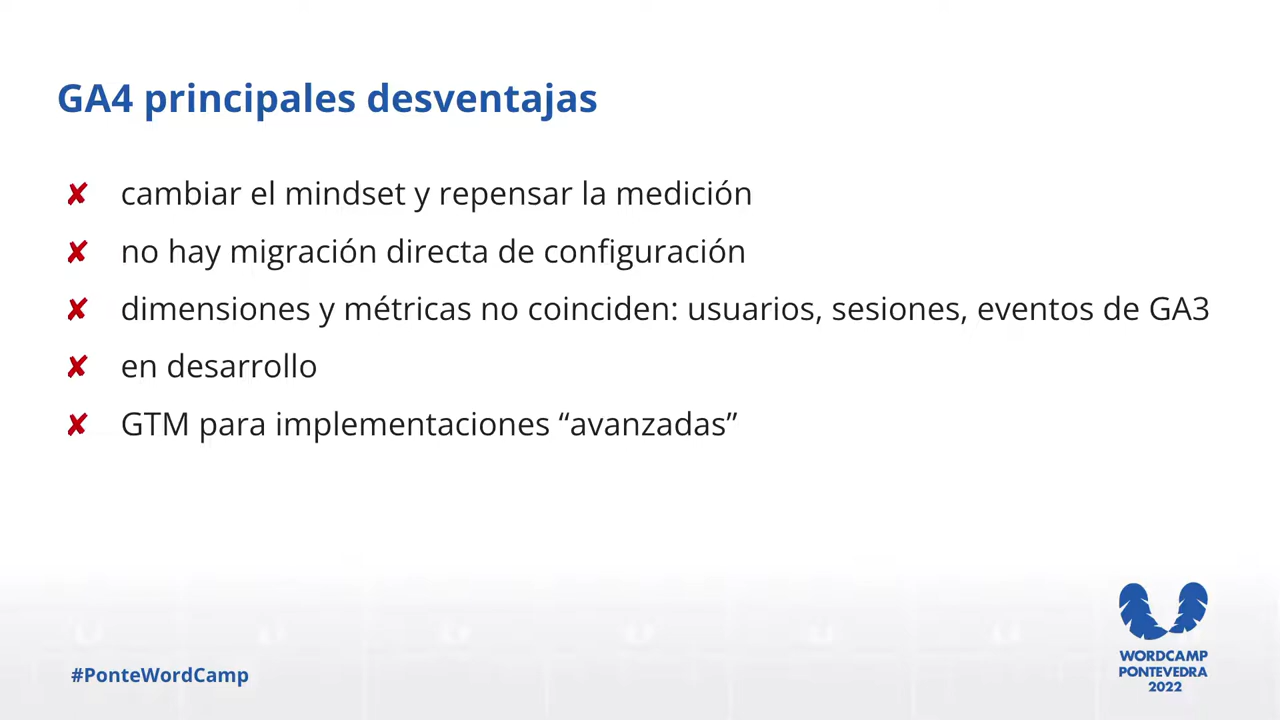 GA4 principales desventajas
✘ cambiar el mindset y repensar la medición
✘ no hay migración directa de configuración
✘ dimensiones y métricas no coinciden: usuarios, sesiones, eventos de GA3
✘ en desarrollo
✘ GTM para implementaciones “avanzadas”
#PonteWordCamp
WORDCAMP
PONTEVEDRA
2022